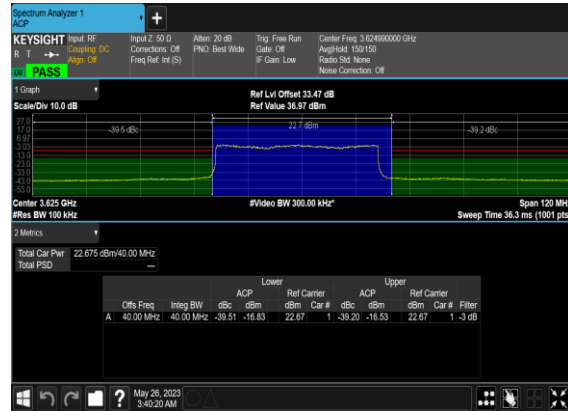 Spectrum Analyzer 1
ACP
+
KEYSIGHT Input: RF Input Z: 50 Ω Atten: 20 dB Trig: Free Run Center Freq: 3.624990000 GHz
R T Coupling: DC Corrections: Off PNO: Best Wide Gate: Off Avg|Hold: 150/150
Align: Off Freq Ref: Int (S) IF Gain: Low Radio Std: None
LW PASS Noise Correction: Off
1 Graph
Ref Lvl Offset 33.47 dB
Scale/Div 10.0 dB Ref Value 36.97 dBm
27.0
17.0 -39.5 dBc 22.7 dBm -39.2 dBc
6.97
-3.03
-13.0
-23.0
-33.0
-43.0
-53.0
Center 3.625 GHz #Video BW 300.00 kHz* Span 120 MHz
#Res BW 100 kHz Sweep Time 36.3 ms (1001 pts)
2 Metrics
Total Car Pwr 22.675 dBm/40.00 MHz
Total PSD ---
Lower Upper
ACP Ref Carrier ACP Ref Carrier
Offs Freq Integ BW dBc dBm dBm Car # dBc dBm dBm Car # Filter
A 40.00 MHz 40.00 MHz -39.51 -16.83 22.67 1 -39.20 -16.53 22.67 1 -3 dB
? May 26, 2023
3:40:20 AM